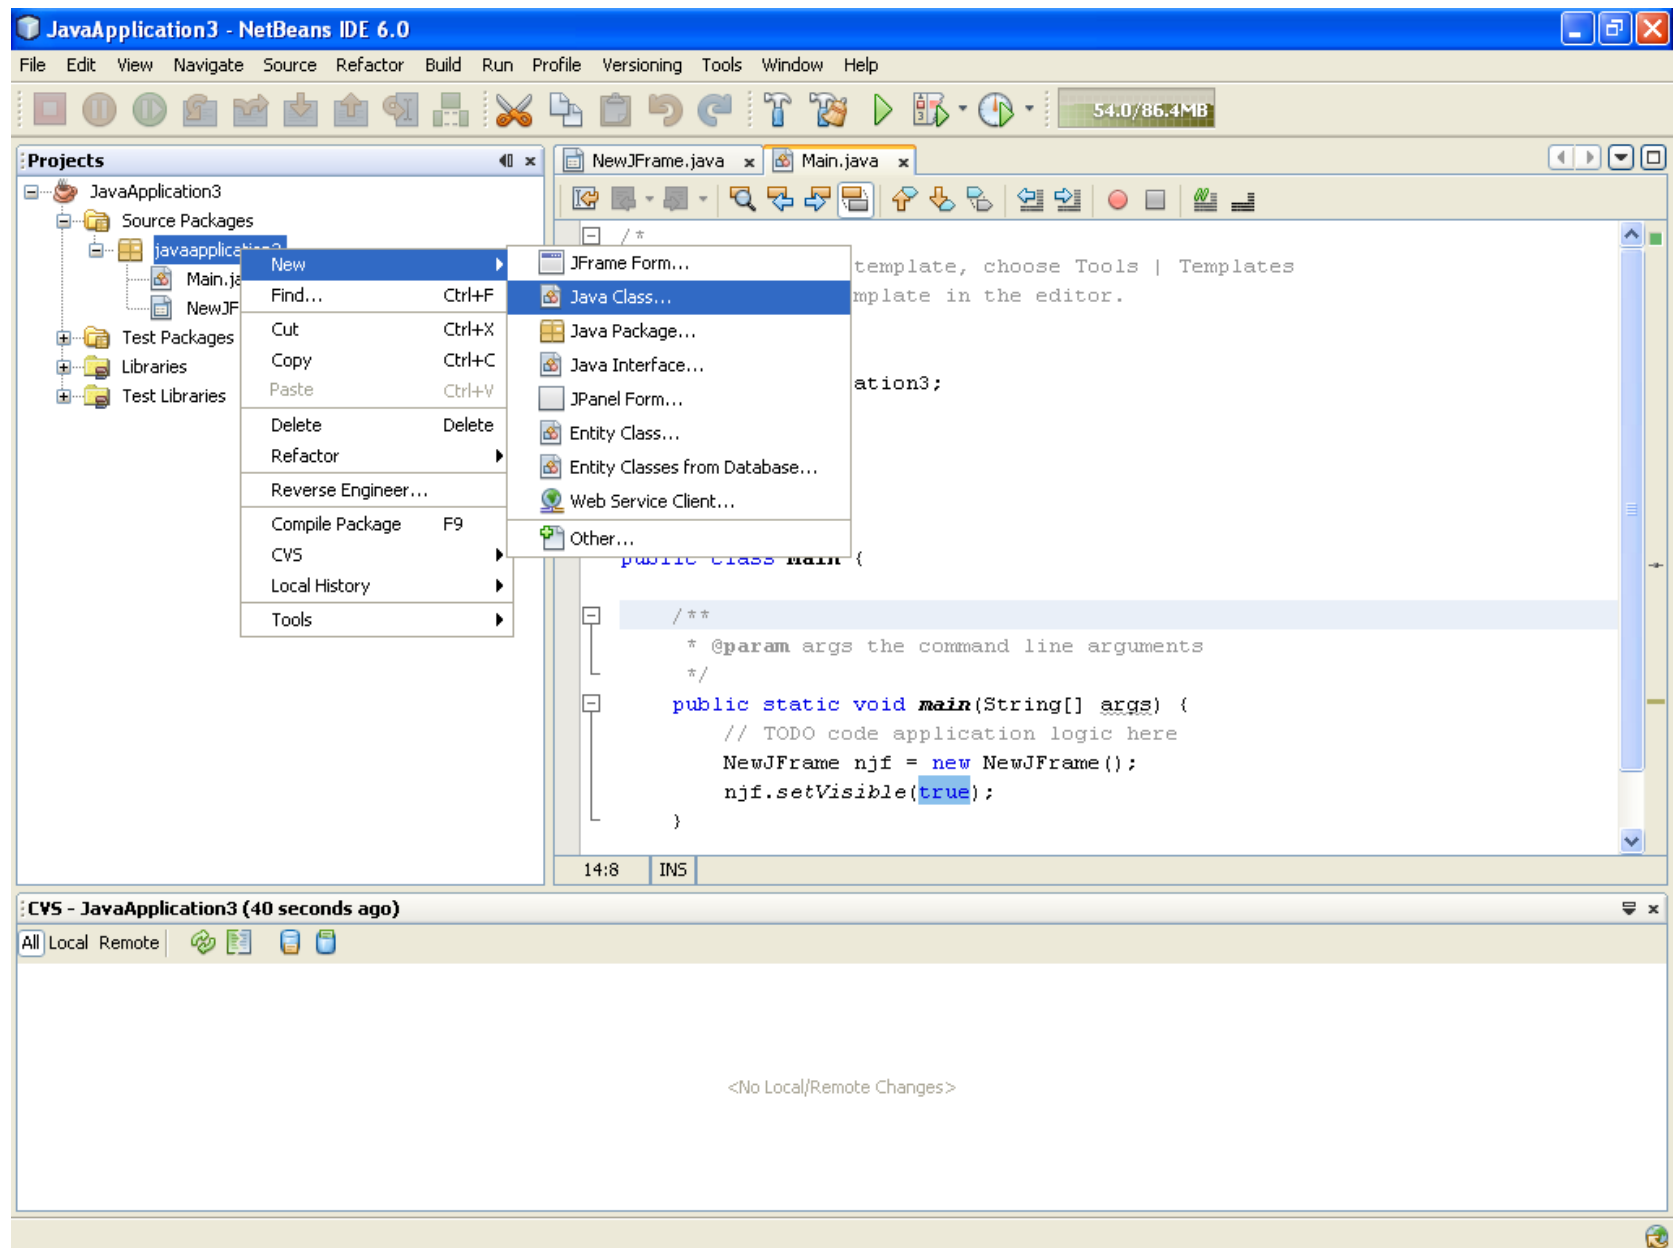 JavaApplication3 - NetBeans IDE 6.0
File Edit View Navigate Source Refactor Build Run Profile Versioning Tools Window Help
54.0/86.4MB
Projects
JavaApplication3
Source Packages
Main.ja
NewJF
Test Packages
Libraries
Test Libraries
New
Find... Ctrl+F
Cut Ctrl+X
Copy Ctrl+C
Paste Ctrl+V
Delete Delete
Refactor
Reverse Engineer...
Compile Package F9
CVS
Local History
Tools
JFrame Form...
Java Class...
Java Package...
Java Interface...
JPanel Form...
Entity Class...
Entity Classes from Database...
Web Service Client...
Other...
NewJFrame.java Main.java
/*
template, choose Tools | Templates
mplate in the editor.
ation3;
public class Main {
/**
* @param args the command line arguments
*/
public static void main(String[] args) {
// TODO code application logic here
NewJFrame njf = new NewJFrame();
njf.setVisible(true);
}
14:8 INS
CVS - JavaApplication3 (40 seconds ago)
All Local Remote
<No Local/Remote Changes>